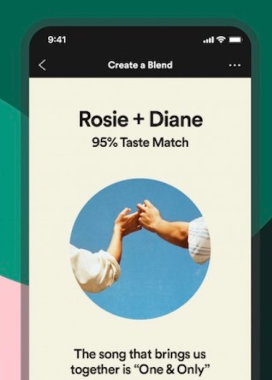 9:41
Create a Blend
Rosie + Diane
95% Taste Match
The song that brings us
together is “One & Only”